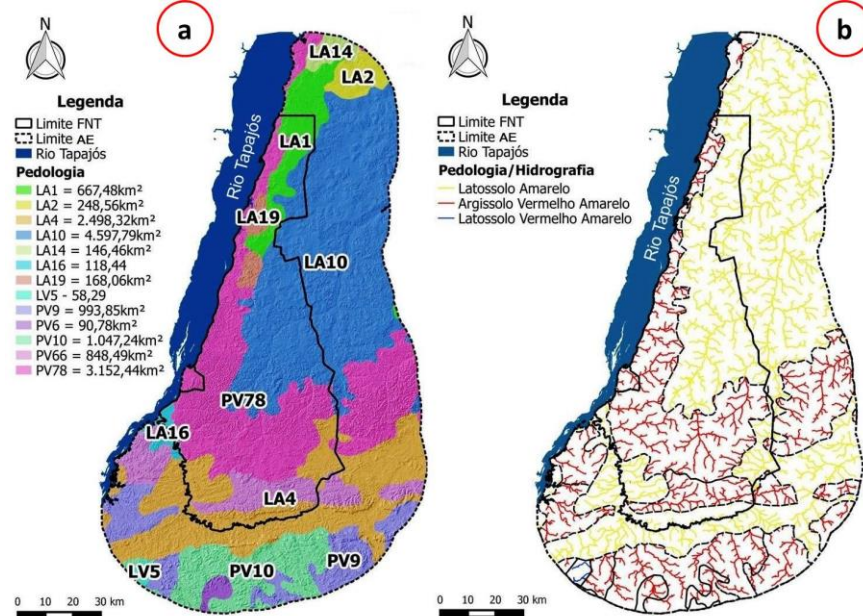 a
N
Legenda
Limite FNT
Limite AE
Rio Tapajós
Pedologia
LA1 = 667,48km²
LA2 = 248,56km²
LA4 = 2.498,32km²
LA10 = 4.597,79km²
LA14 = 146,46km²
LA16 = 118,44
LA19 = 168,06km²
LV5 - 58,29
PV9 = 993,85km²
PV6 = 90,78km²
PV10 = 1.047,24km²
PV66 = 848,49km²
PV78 = 3.152,44km²
Rio Tapajós
LA14
LA2
LA1
LA19
LA10
PV78
LA16
LA4
LV5
PV10
PV9
0 10 20 30 km
b
N
Legenda
Limite FNT
Limite AE
Rio Tapajós
Pedologia/Hidrografia
Latossolo Amarelo
Argissolo Vermelho Amarelo
Latossolo Vermelho Amarelo
Rio Tapajós
0 10 20 30 km